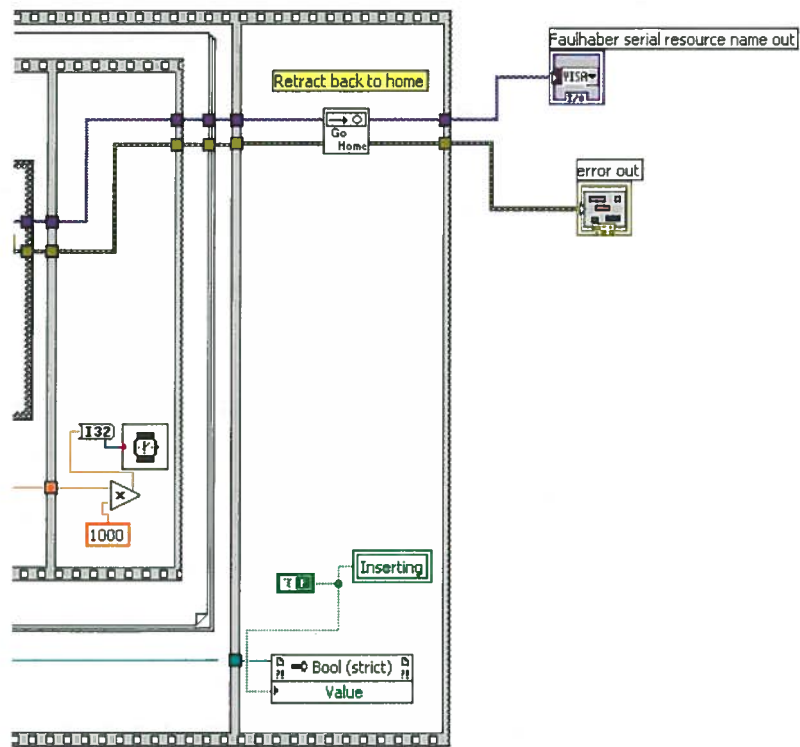 Faulhaber serial resource name out
VISA
I/O
Retract back to home
Go
Home
error out
I32
x
1000
Inserting
T F
?! Bool (strict) ?!
Value